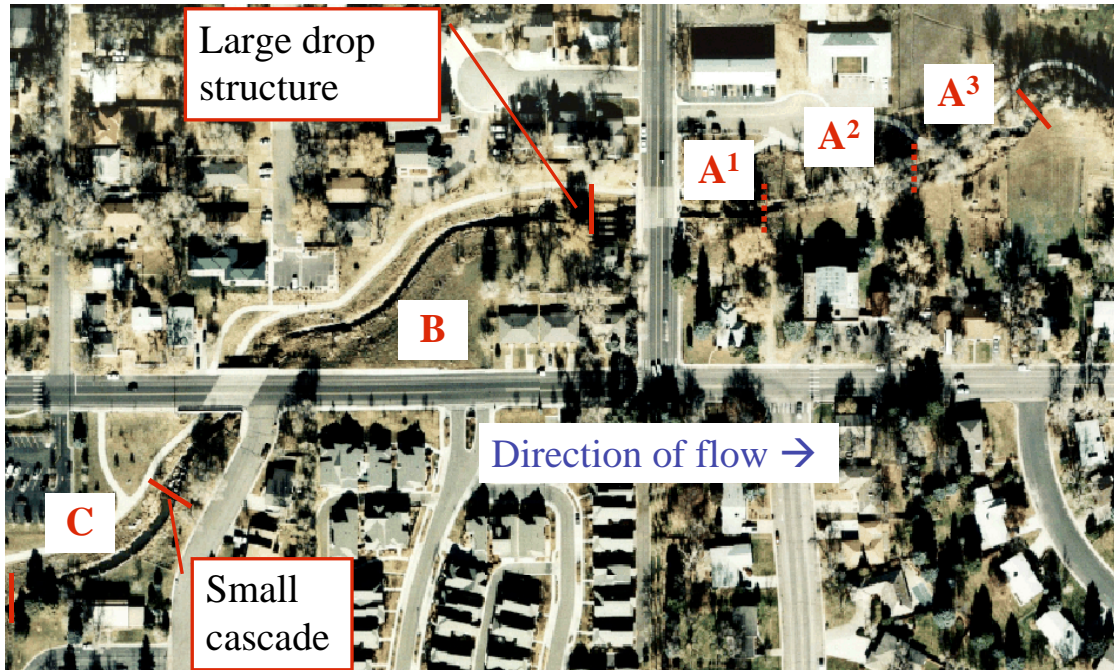 Large drop
structure
A¹
A²
A³
B
Direction of flow →
C
Small
cascade